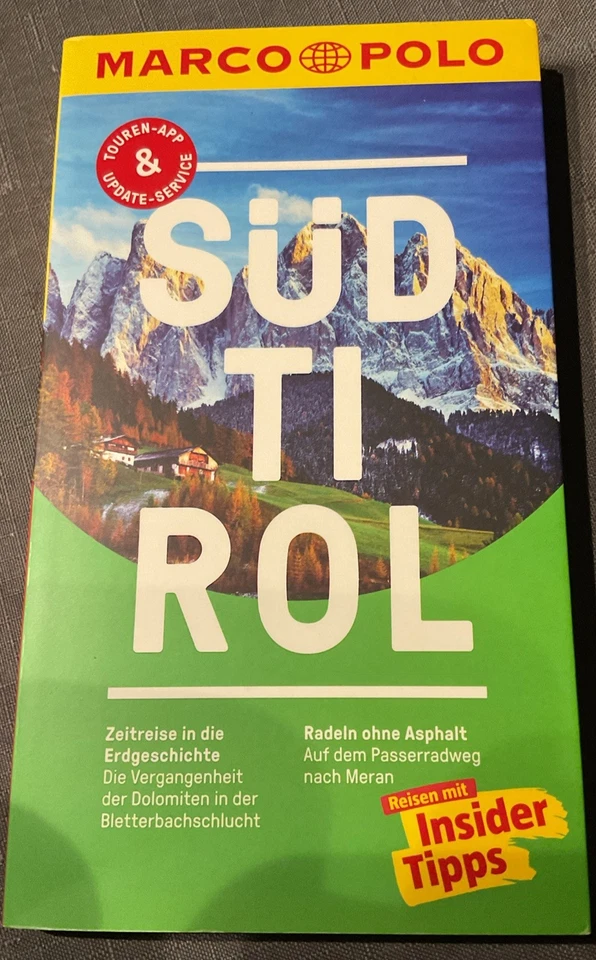 MARCO POLO
TOUREN-APP
&
UPDATE-SERVICE
SÜD
TI
ROL
Zeitreise in die
Erdgeschichte
Die Vergangenheit
der Dolomiten in der
Bletterbachschlucht
Radeln ohne Asphalt
Auf dem Passerradweg
nach Meran
Reisen mit
Insider
Tipps